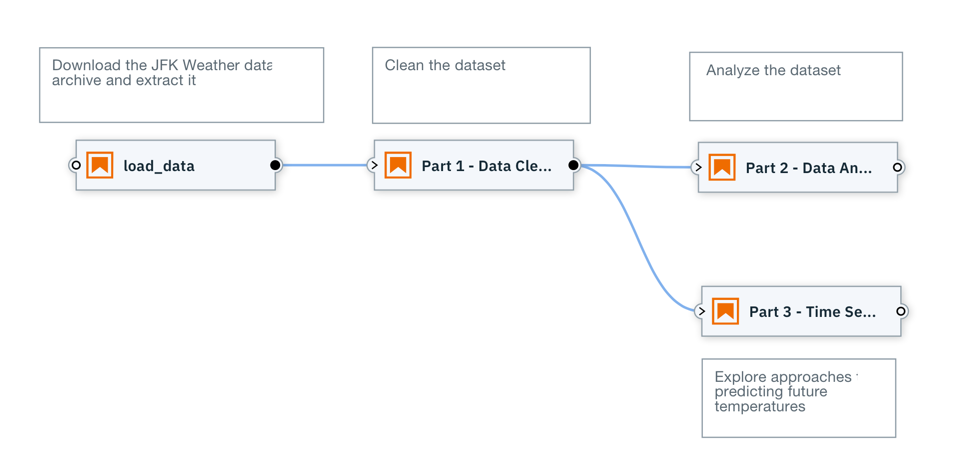 Download the JFK Weather data
archive and extract it
Clean the dataset
Analyze the dataset
load_data
Part 1 - Data Cle...
Part 2 - Data An...
Part 3 - Time Se...
Explore approaches
predicting future
temperatures